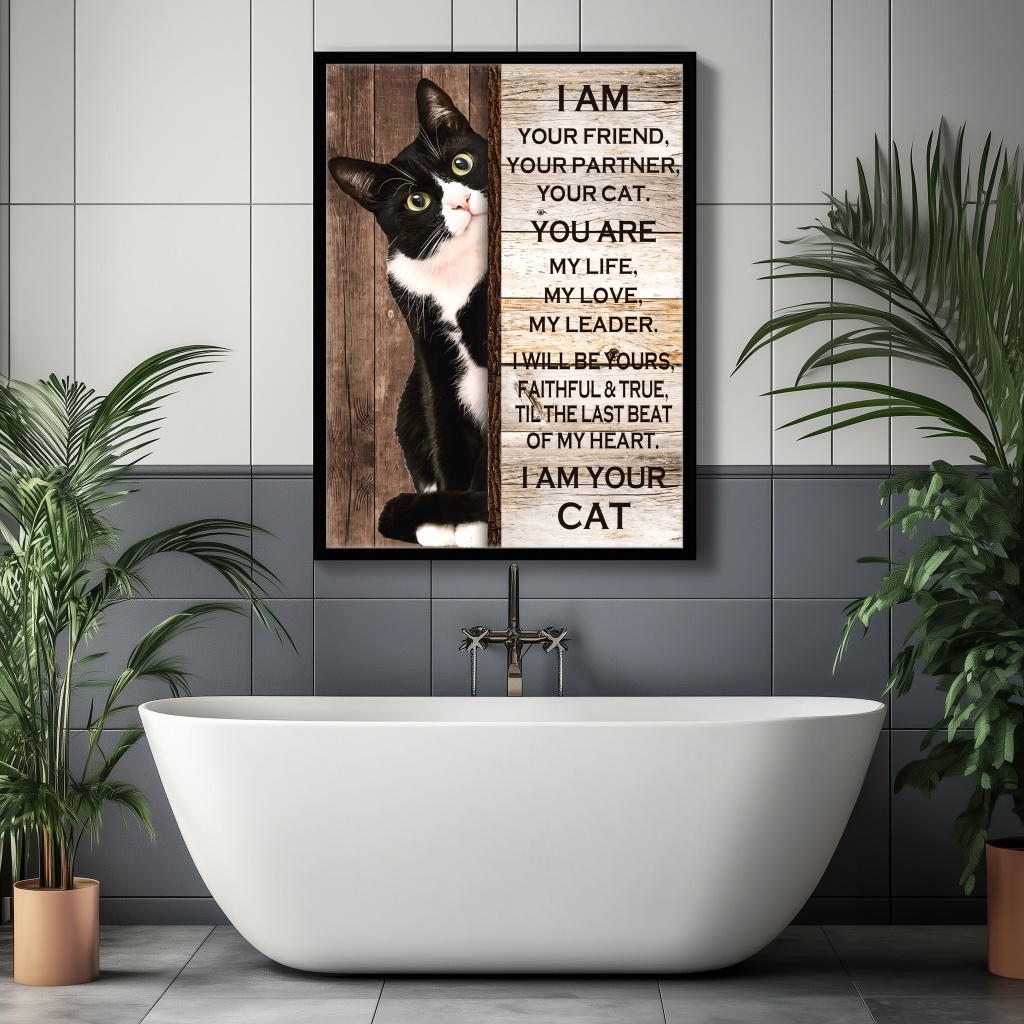 I AM
YOUR FRIEND,
YOUR PARTNER,
YOUR CAT.
YOU ARE
MY LIFE,
MY LOVE,
MY LEADER.
I WILL BE YOURS,
FAITHFUL & TRUE,
TIL THE LAST BEAT
OF MY HEART.
I AM YOUR
CAT